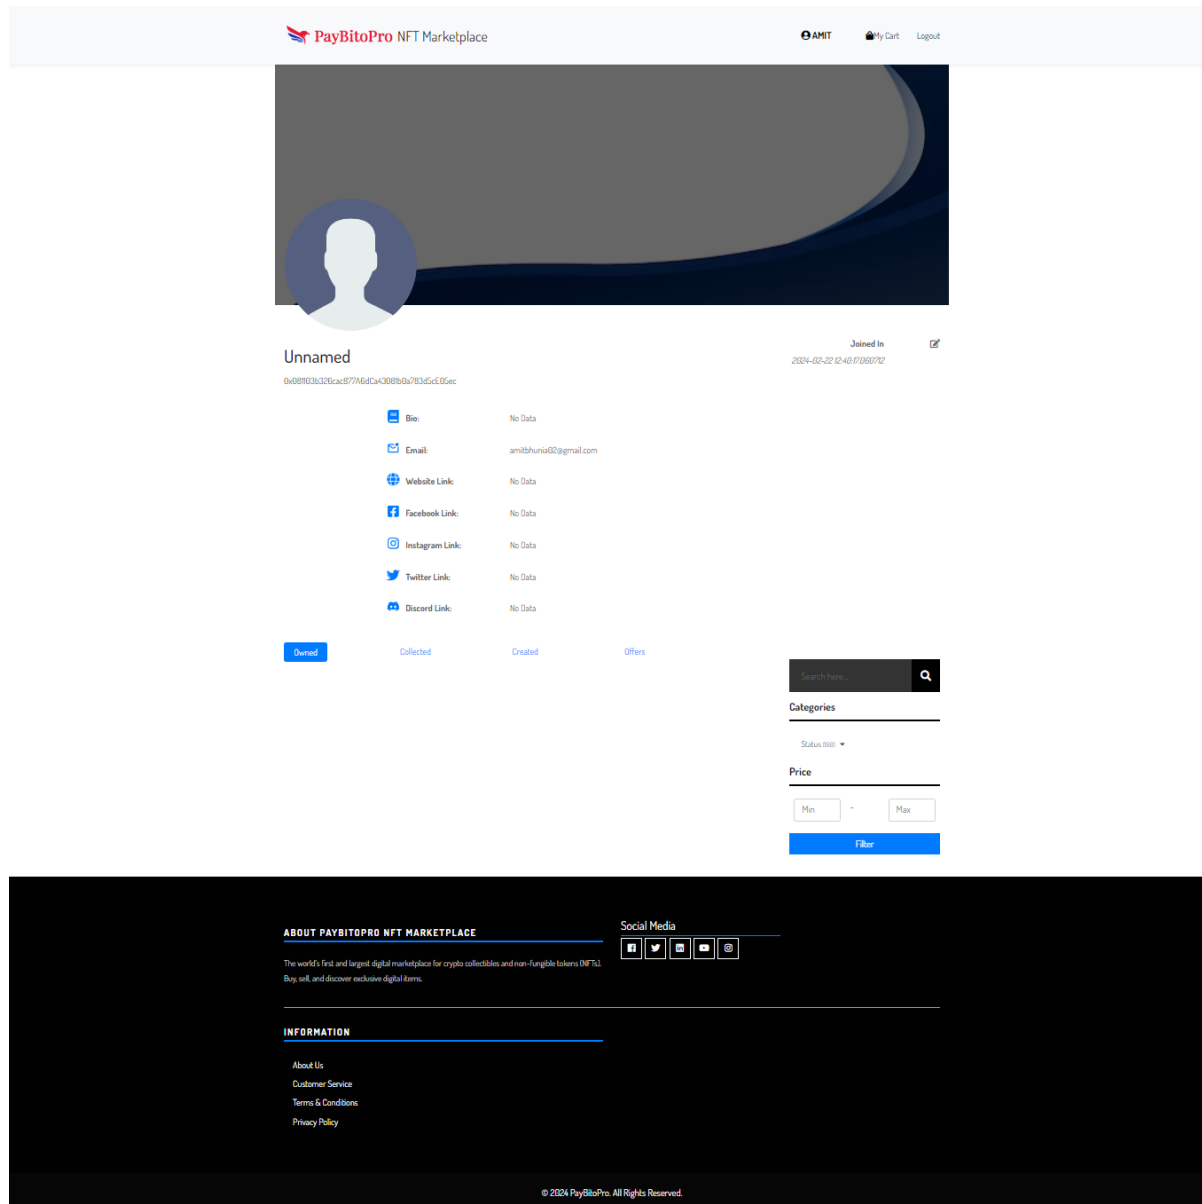 PayBitoPro NFT Marketplace
AMIT
My Cart
Logout
Joined In
2024-02-22 12:40:17.060712
Unnamed
Bio:
No Data
Email:
amitbhunia02@gmail.com
Website Link:
No Data
Facebook Link:
No Data
Instagram Link:
No Data
Twitter Link:
No Data
Discord Link:
No Data
Owned
Collected
Created
Offers
Search here...
Categories
Status
Price
Min
-
Max
Filter
ABOUT PAYBITOPRO NFT MARKETPLACE
The world's first and largest digital marketplace for crypto collectibles and non-fungible tokens (NFTs).
Buy, sell, and discover exclusive digital items.
Social Media
INFORMATION
About Us
Customer Service
Terms & Conditions
Privacy Policy
© 2024 PayBitoPro. All Rights Reserved.